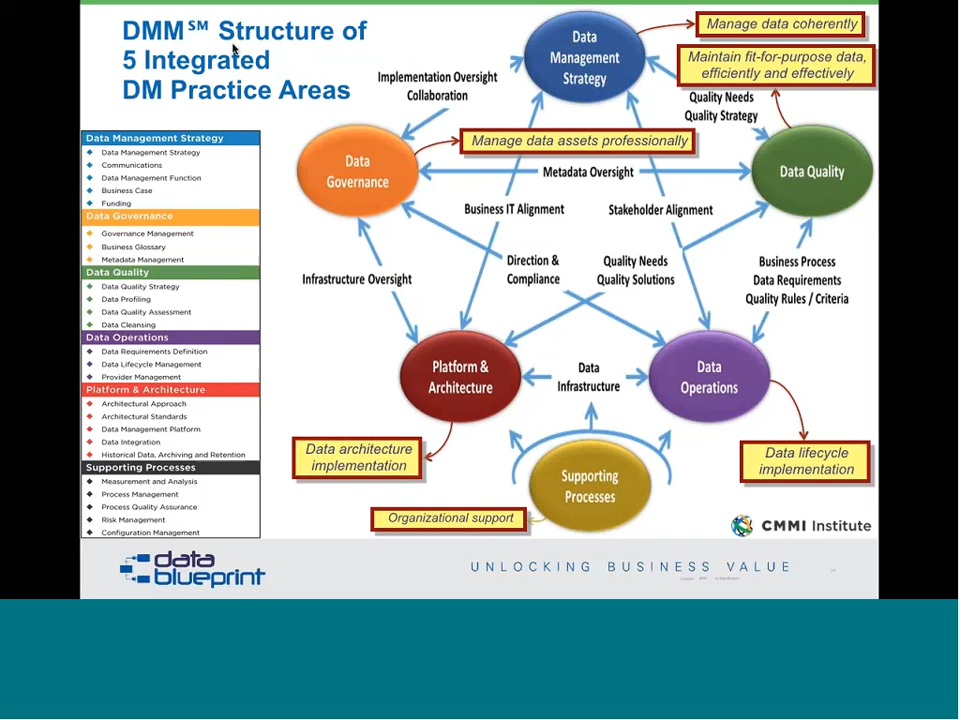 DMM℠ Structure of
5 Integrated
DM Practice Areas
Data Management Strategy
Data Management Strategy
Communications
Data Management Function
Business Case
Funding
Data Governance
Governance Management
Business Glossary
Metadata Management
Data Quality
Data Quality Strategy
Data Profiling
Data Quality Assessment
Data Cleansing
Data Operations
Data Requirements Definition
Data Lifecycle Management
Provider Management
Platform & Architecture
Architectural Approach
Architectural Standards
Data Management Platform
Data Integration
Historical Data, Archiving and Retention
Supporting Processes
Measurement and Analysis
Process Management
Process Quality Assurance
Risk Management
Configuration Management
Data
Management
Strategy
Manage data coherently
Maintain fit-for-purpose data,
efficiently and effectively
Implementation Oversight
Collaboration
Quality Needs
Quality Strategy
Data
Governance
Manage data assets professionally
Metadata Oversight
Data Quality
Business IT Alignment
Stakeholder Alignment
Infrastructure Oversight
Direction &
Compliance
Quality Needs
Quality Solutions
Business Process
Data Requirements
Quality Rules / Criteria
Platform &
Architecture
Data
Infrastructure
Data
Operations
Data architecture
implementation
Supporting
Processes
Data lifecycle
implementation
Organizational support
CMMI Institute
data
blueprint
UNLOCKING BUSINESS VALUE